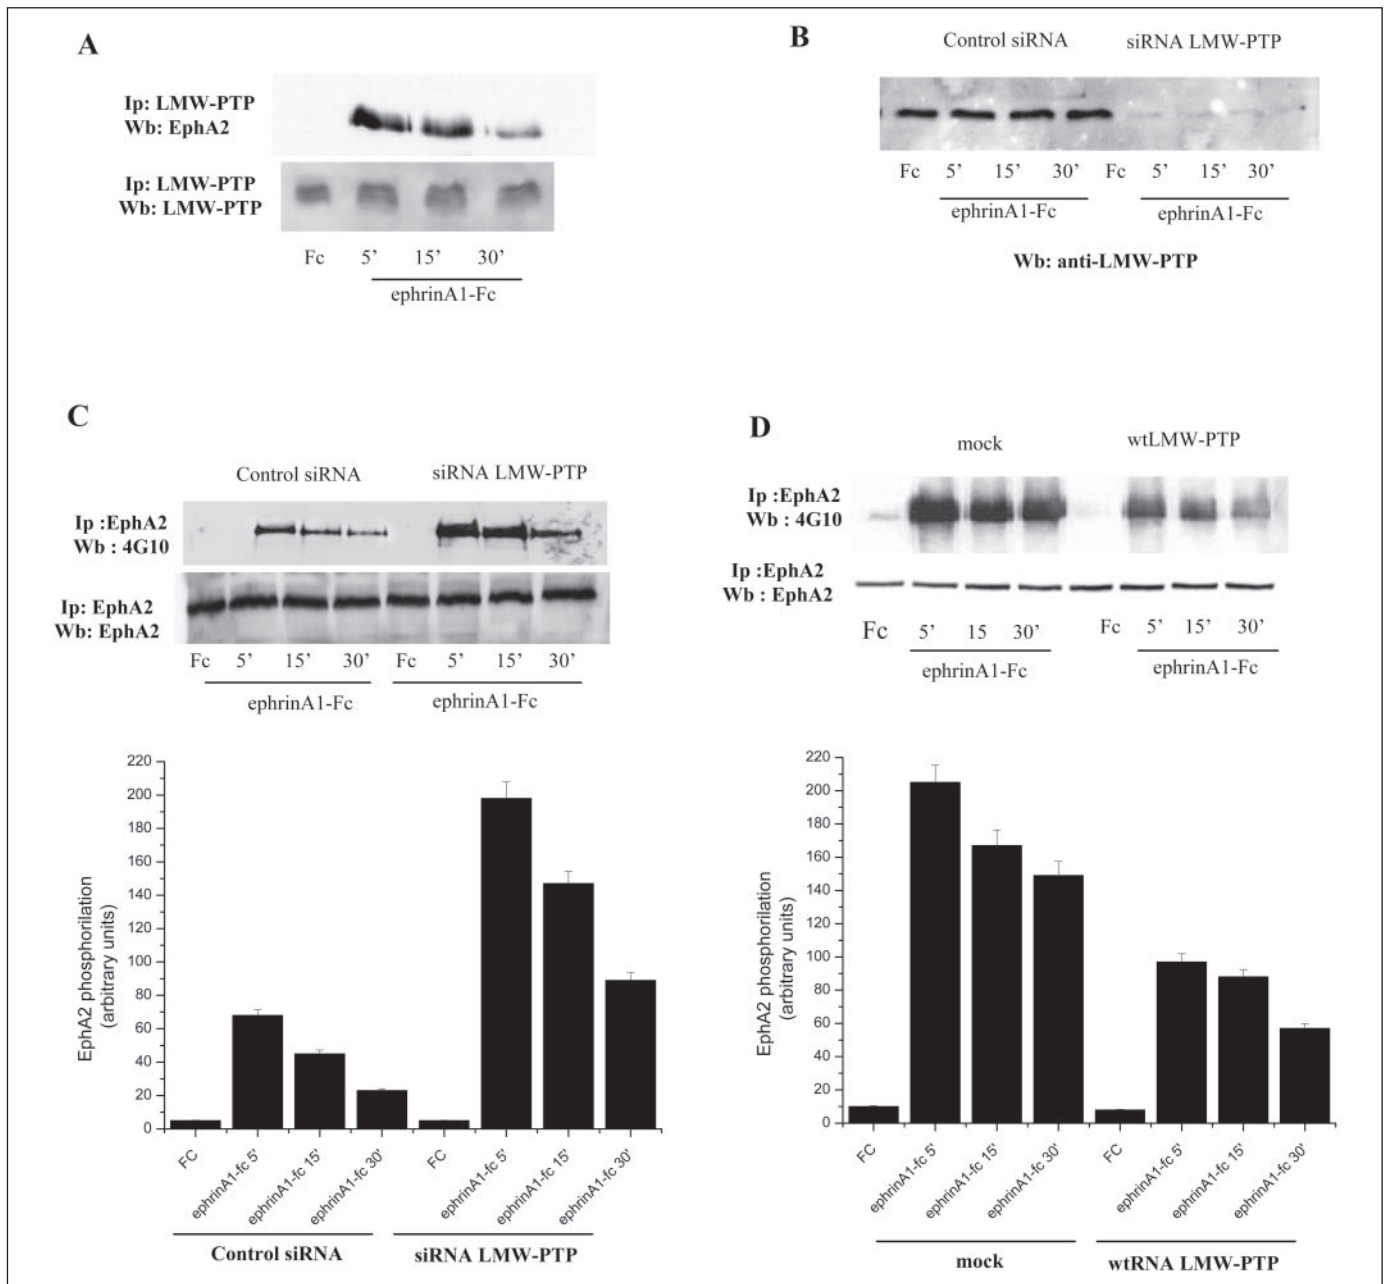 A
Ip: LMW-PTP
Wb: EphA2
Ip: LMW-PTP
Wb: LMW-PTP
Fc 5’ 15’ 30’
ephrinA1-Fc
B
Control siRNA siRNA LMW-PTP
Fc 5’ 15’ 30’ Fc 5’ 15’ 30’
ephrinA1-Fc ephrinA1-Fc
Wb: anti-LMW-PTP
C
Control siRNA siRNA LMW-PTP
Ip :EphA2
Wb : 4G10
Ip: EphA2
Wb: EphA2
Fc 5’ 15’ 30’ Fc 5’ 15’ 30’
ephrinA1-Fc ephrinA1-Fc
220
200
180
160
140
120
100
80
60
40
20
0
EphA2 phosphorilation
(arbitrary units)
FC ephrinA1-fc 5' ephrinA1-fc 15' ephrinA1-fc 30' FC ephrinA1-fc 5' ephrinA1-fc 15' ephrinA1-fc 30'
Control siRNA siRNA LMW-PTP
D
mock wtLMW-PTP
Ip :EphA2
Wb : 4G10
Ip :EphA2
Wb : EphA2
Fc 5’ 15 30’ Fc 5’ 15’ 30’
ephrinA1-Fc ephrinA1-Fc
220
200
180
160
140
120
100
80
60
40
20
0
EphA2 phosphorilation
(arbitrary units)
FC ephrinA1-fc 5' ephrinA1-fc 15' ephrinA1-fc 30' FC ephrinA1-fc 5' ephrinA1-fc 15' ephrinA1-fc 30'
mock wtRNA LMW-PTP